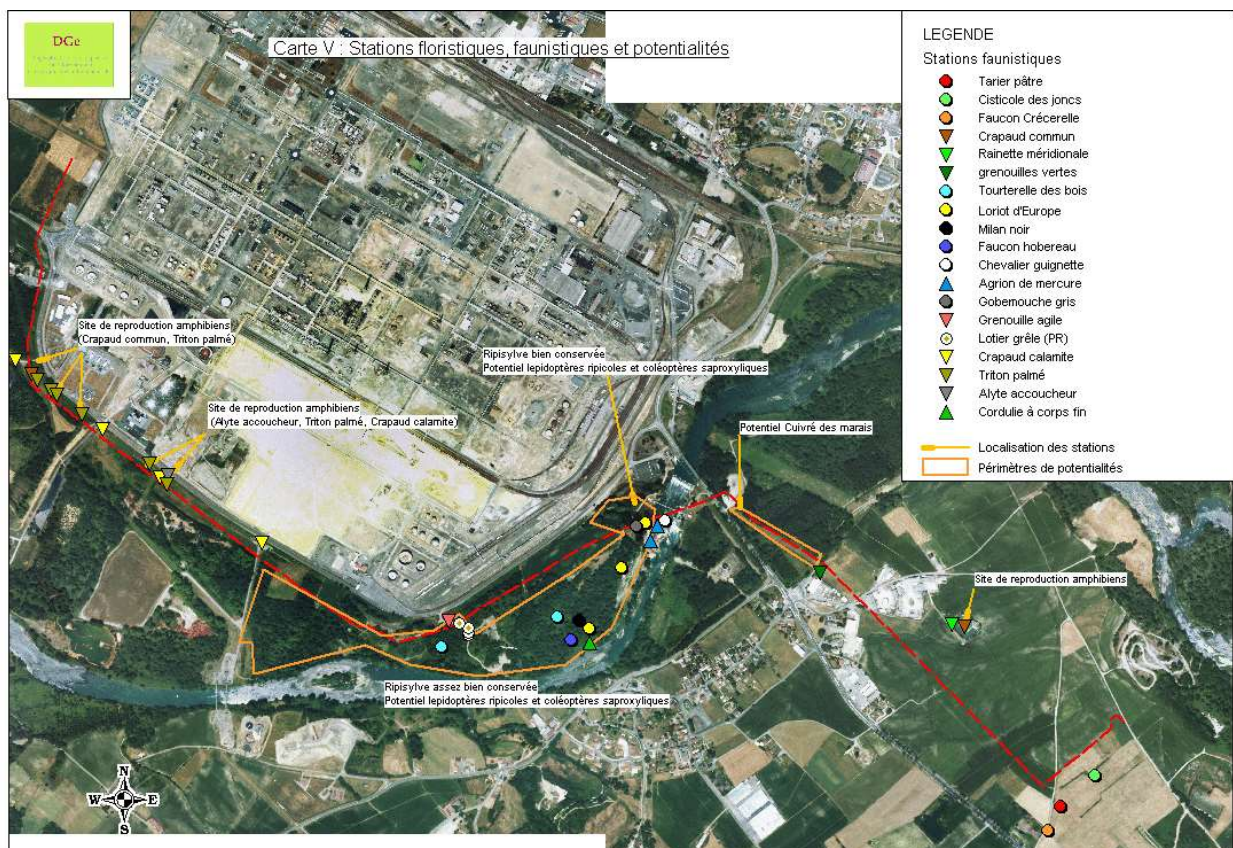 DGe
Carte V : Stations floristiques, faunistiques et potentialités
LEGENDE
Stations faunistiques
Tarier pâtre
Cisticole des joncs
Faucon Crécerelle
Crapaud commun
Rainette méridionale
grenouilles vertes
Tourterelle des bois
Loriot d'Europe
Milan noir
Faucon hobereau
Chevalier guignette
Agrion de mercure
Gobemouche gris
Grenouille agile
Lotier grêle (PR)
Crapaud calamite
Triton palmé
Alyte accoucheur
Cordulie à corps fin
Localisation des stations
Périmètres de potentialités
Site de reproduction amphibiens
(Crapaud commun, Triton palmé)
Ripisylve bien conservée
Potentiel lepidoptères ripicoles et coléoptères saproxyliques
Site de reproduction amphibiens
(Alyte accoucheur, Triton palmé, Crapaud calamite)
Potentiel Cuivré des marais
Site de reproduction amphibiens
Ripisylve assez bien conservée
Potentiel lepidoptères ripicoles et coléoptères saproxyliques
N
W E
S